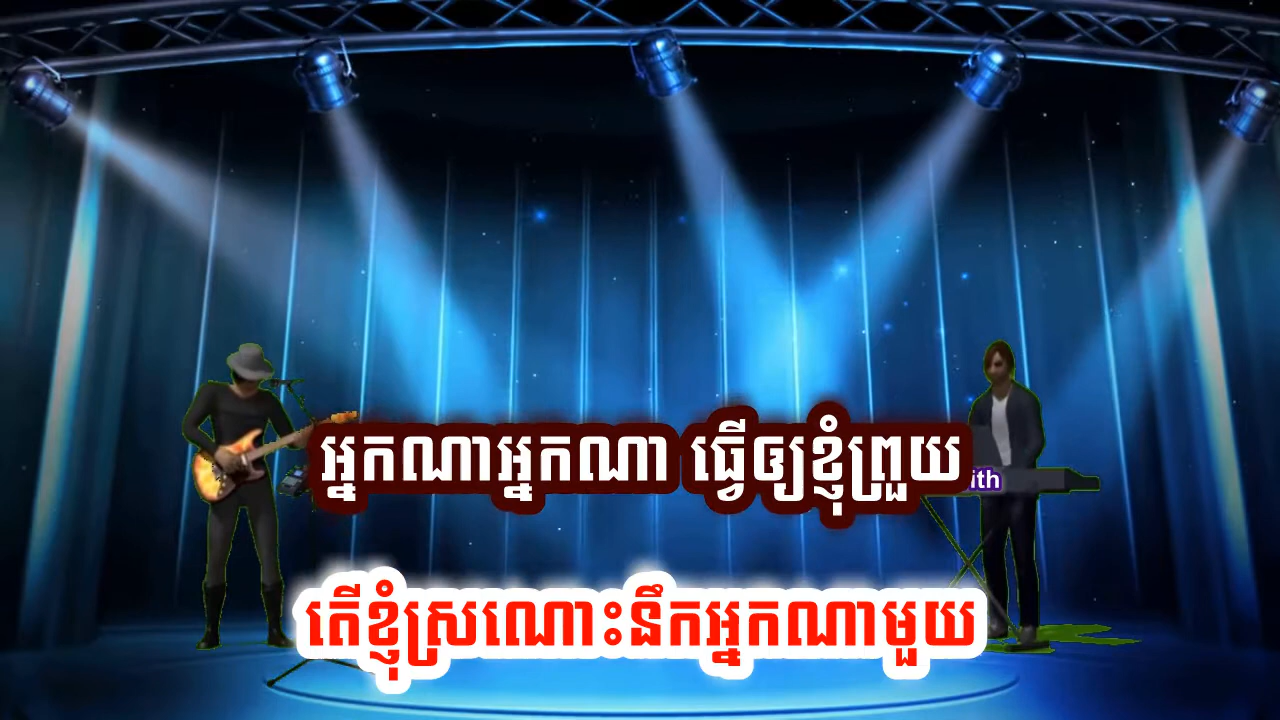 អ្នកណាអ្នកណា ធ្វើឲ្យខ្ញុំព្រួយ
ith
តើខ្ញុំស្រណោះនឹកអ្នកណាមួយ